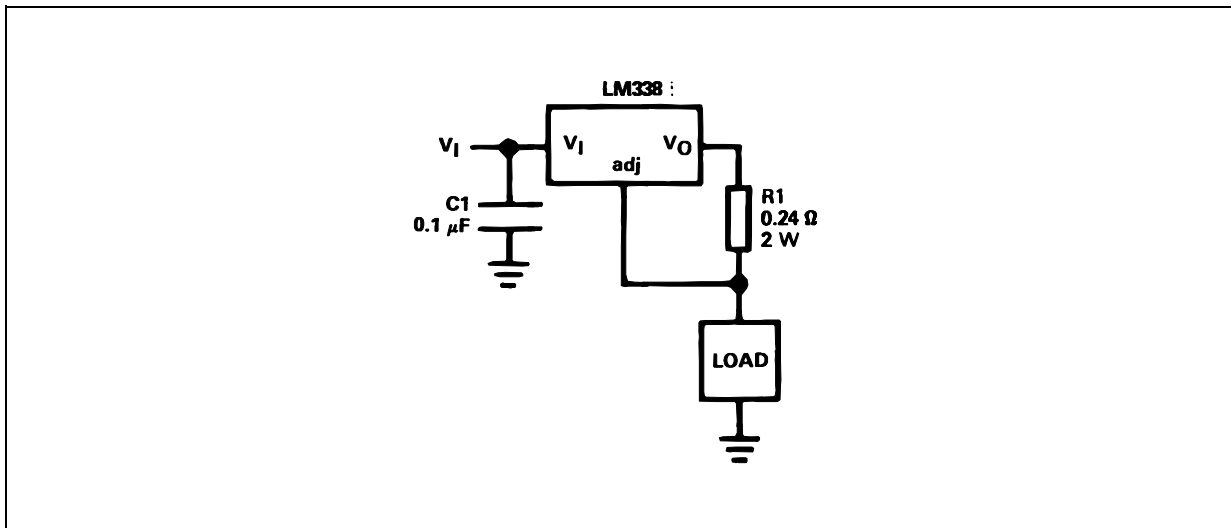 LM338
VI
VI
VO
adj
C1
0.1 μF
R1
0.24 Ω
2 W
LOAD